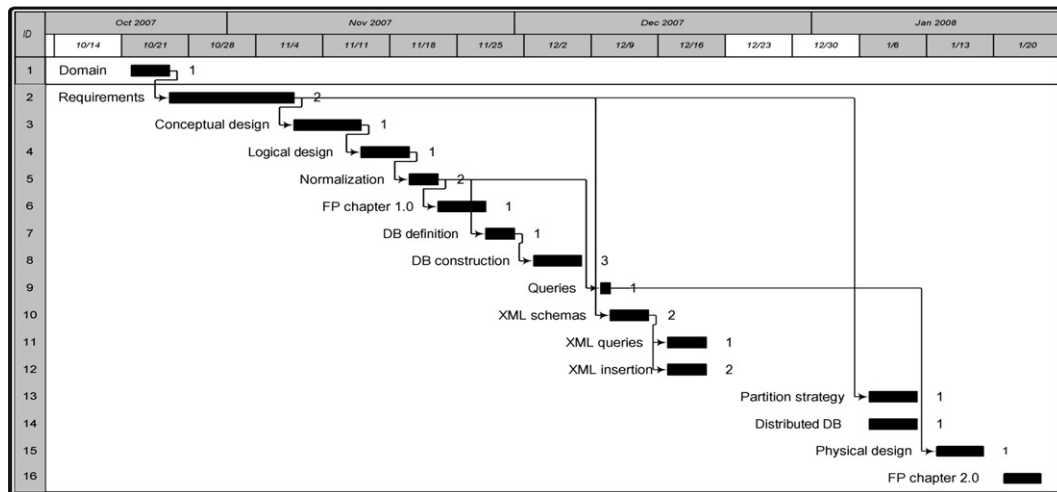 ID Oct 2007 Nov 2007 Dec 2007 Jan 2008
10/14 10/21 10/28 11/4 11/11 11/18 11/25 12/2 12/9 12/16 12/23 12/30 1/6 1/13 1/20
1 Domain 1
2 Requirements 2
3 Conceptual design 1
4 Logical design 1
5 Normalization 2
6 FP chapter 1.0 1
7 DB definition 1
8 DB construction 3
9 Queries 1
10 XML schemas 2
11 XML queries 1
12 XML insertion 2
13 Partition strategy 1
14 Distributed DB 1
15 Physical design 1
16 FP chapter 2.0